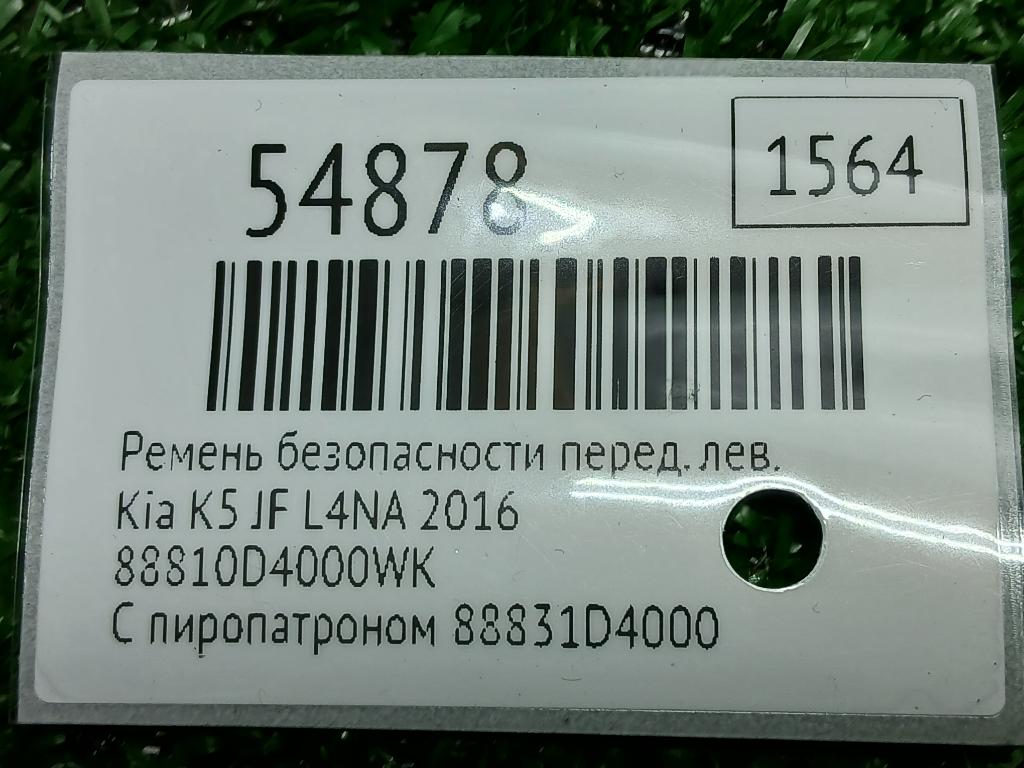 54878
1564
Ремень безопасности перед. лев.
Kia K5 JF L4NA 2016
88810D4000WK
С пиропатроном 88831D4000